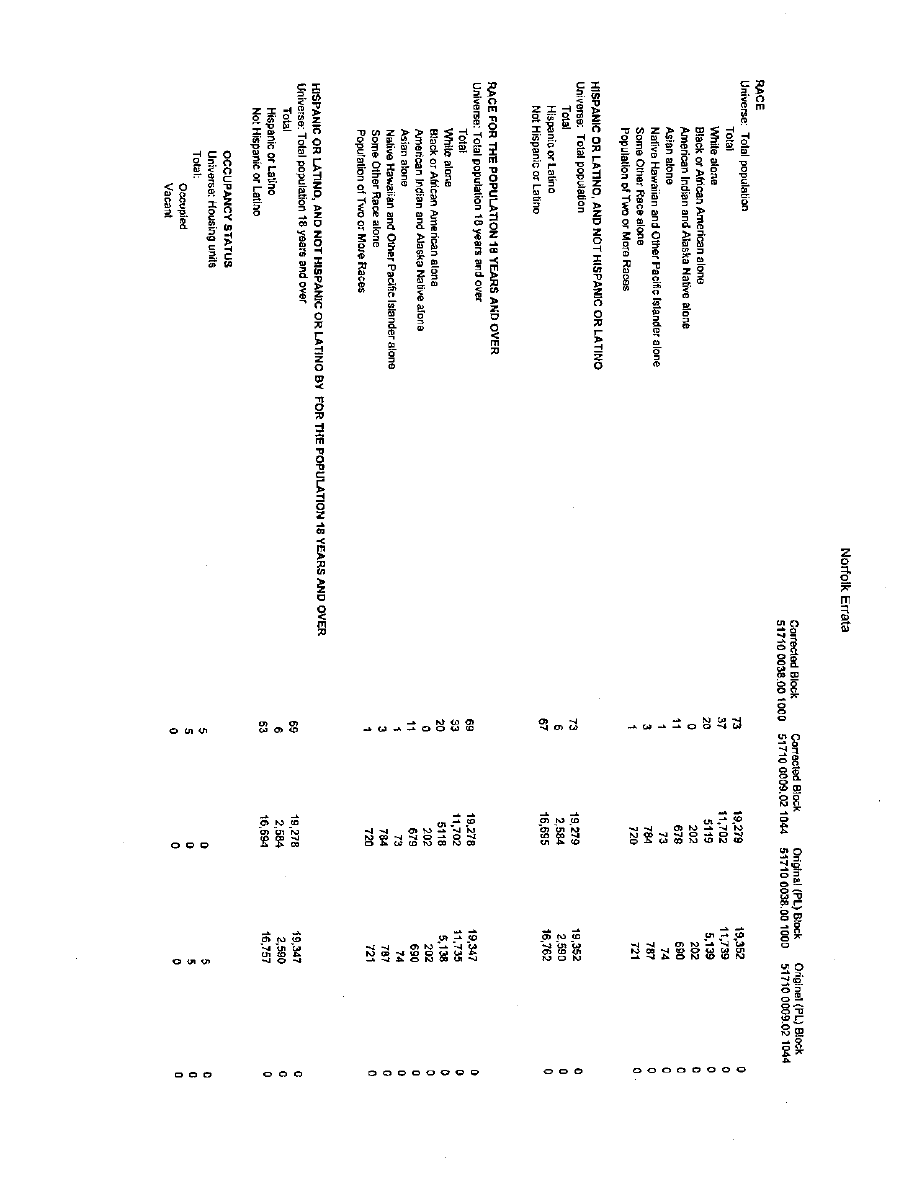 Norfolk Errata
Corrected Block Corrected Block Original (PL) Block Original (PL) Block
51710 0038.00 1000 51710 0009.02 1044 51710 0038.00 1000 51710 0009.02 1044
RACE
Universe: Total population
Total 73 19,279 19,352 0
White alone 37 11,702 11,739 0
Black or African American alone 20 5119 5,139 0
American Indian and Alaska Native alone 0 202 202 0
Asian alone 11 678 690 0
Native Hawaiian and Other Pacific Islander alone 1 73 74 0
Some Other Race alone 3 784 787 0
Population of Two or More Races 1 720 721 0
HISPANIC OR LATINO, AND NOT HISPANIC OR LATINO
Universe: Total population
Total 73 19,279 19,352 0
Hispanic or Latino 6 2,584 2,590 0
Not Hispanic or Latino 67 16,695 16,762 0
RACE FOR THE POPULATION 18 YEARS AND OVER
Universe: Total population 18 years and over
Total: 69 19,278 19,347 0
White alone 33 11,702 11,735 0
Black or African American alone 20 5118 5,138 0
American Indian and Alaska Native alone 0 202 202 0
Asian alone 11 679 690 0
Native Hawaiian and Other Pacific Islander alone 1 73 74 0
Some Other Race alone 3 784 787 0
Population of Two or More Races 1 720 721 0
HISPANIC OR LATINO, AND NOT HISPANIC OR LATINO BY FOR THE POPULATION 18 YEARS AND OVER
Universe: Total population 18 years and over
Total 69 19,278 19,347 0
Hispanic or Latino 6 2,584 2,590 0
Not Hispanic or Latino 63 16,694 16,757 0
OCCUPANCY STATUS
Universe: Housing units
Total: 5 0 5 0
Occupied 5 0 5 0
Vacant 0 0 0 0